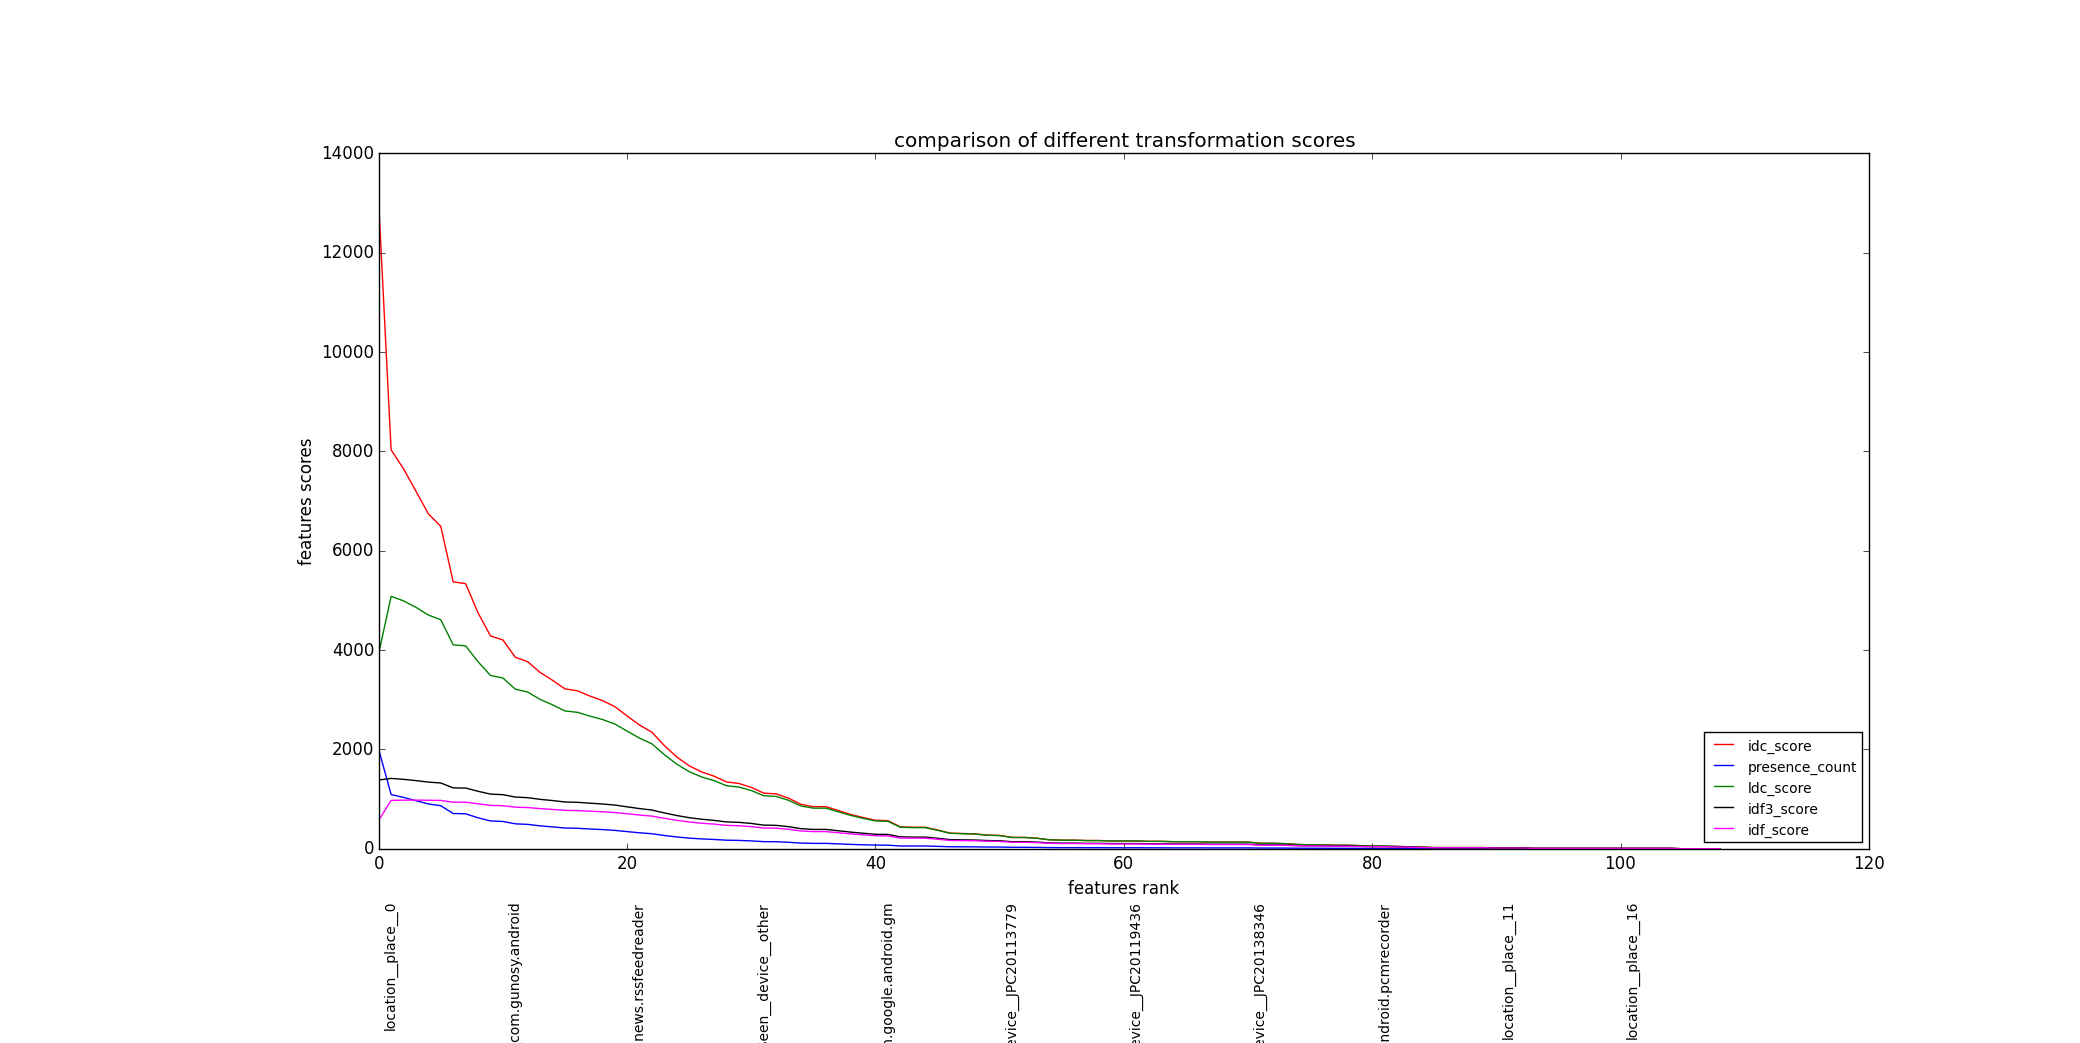 comparison of different transformation scores
14000
12000
10000
8000
6000
4000
2000
0
features scores
0 20 40 60 80 100 120
features rank
idc_score
presence_count
ldc_score
idf3_score
idf_score
location__place__0
com.gunosy.android
news.rssfeedreader
een__device__other
.google.android.gm
evice__JPC20113779
evice__JPC20119436
evice__JPC20138346
ndroid.pcmrecorder
location__place__11
location__place__16